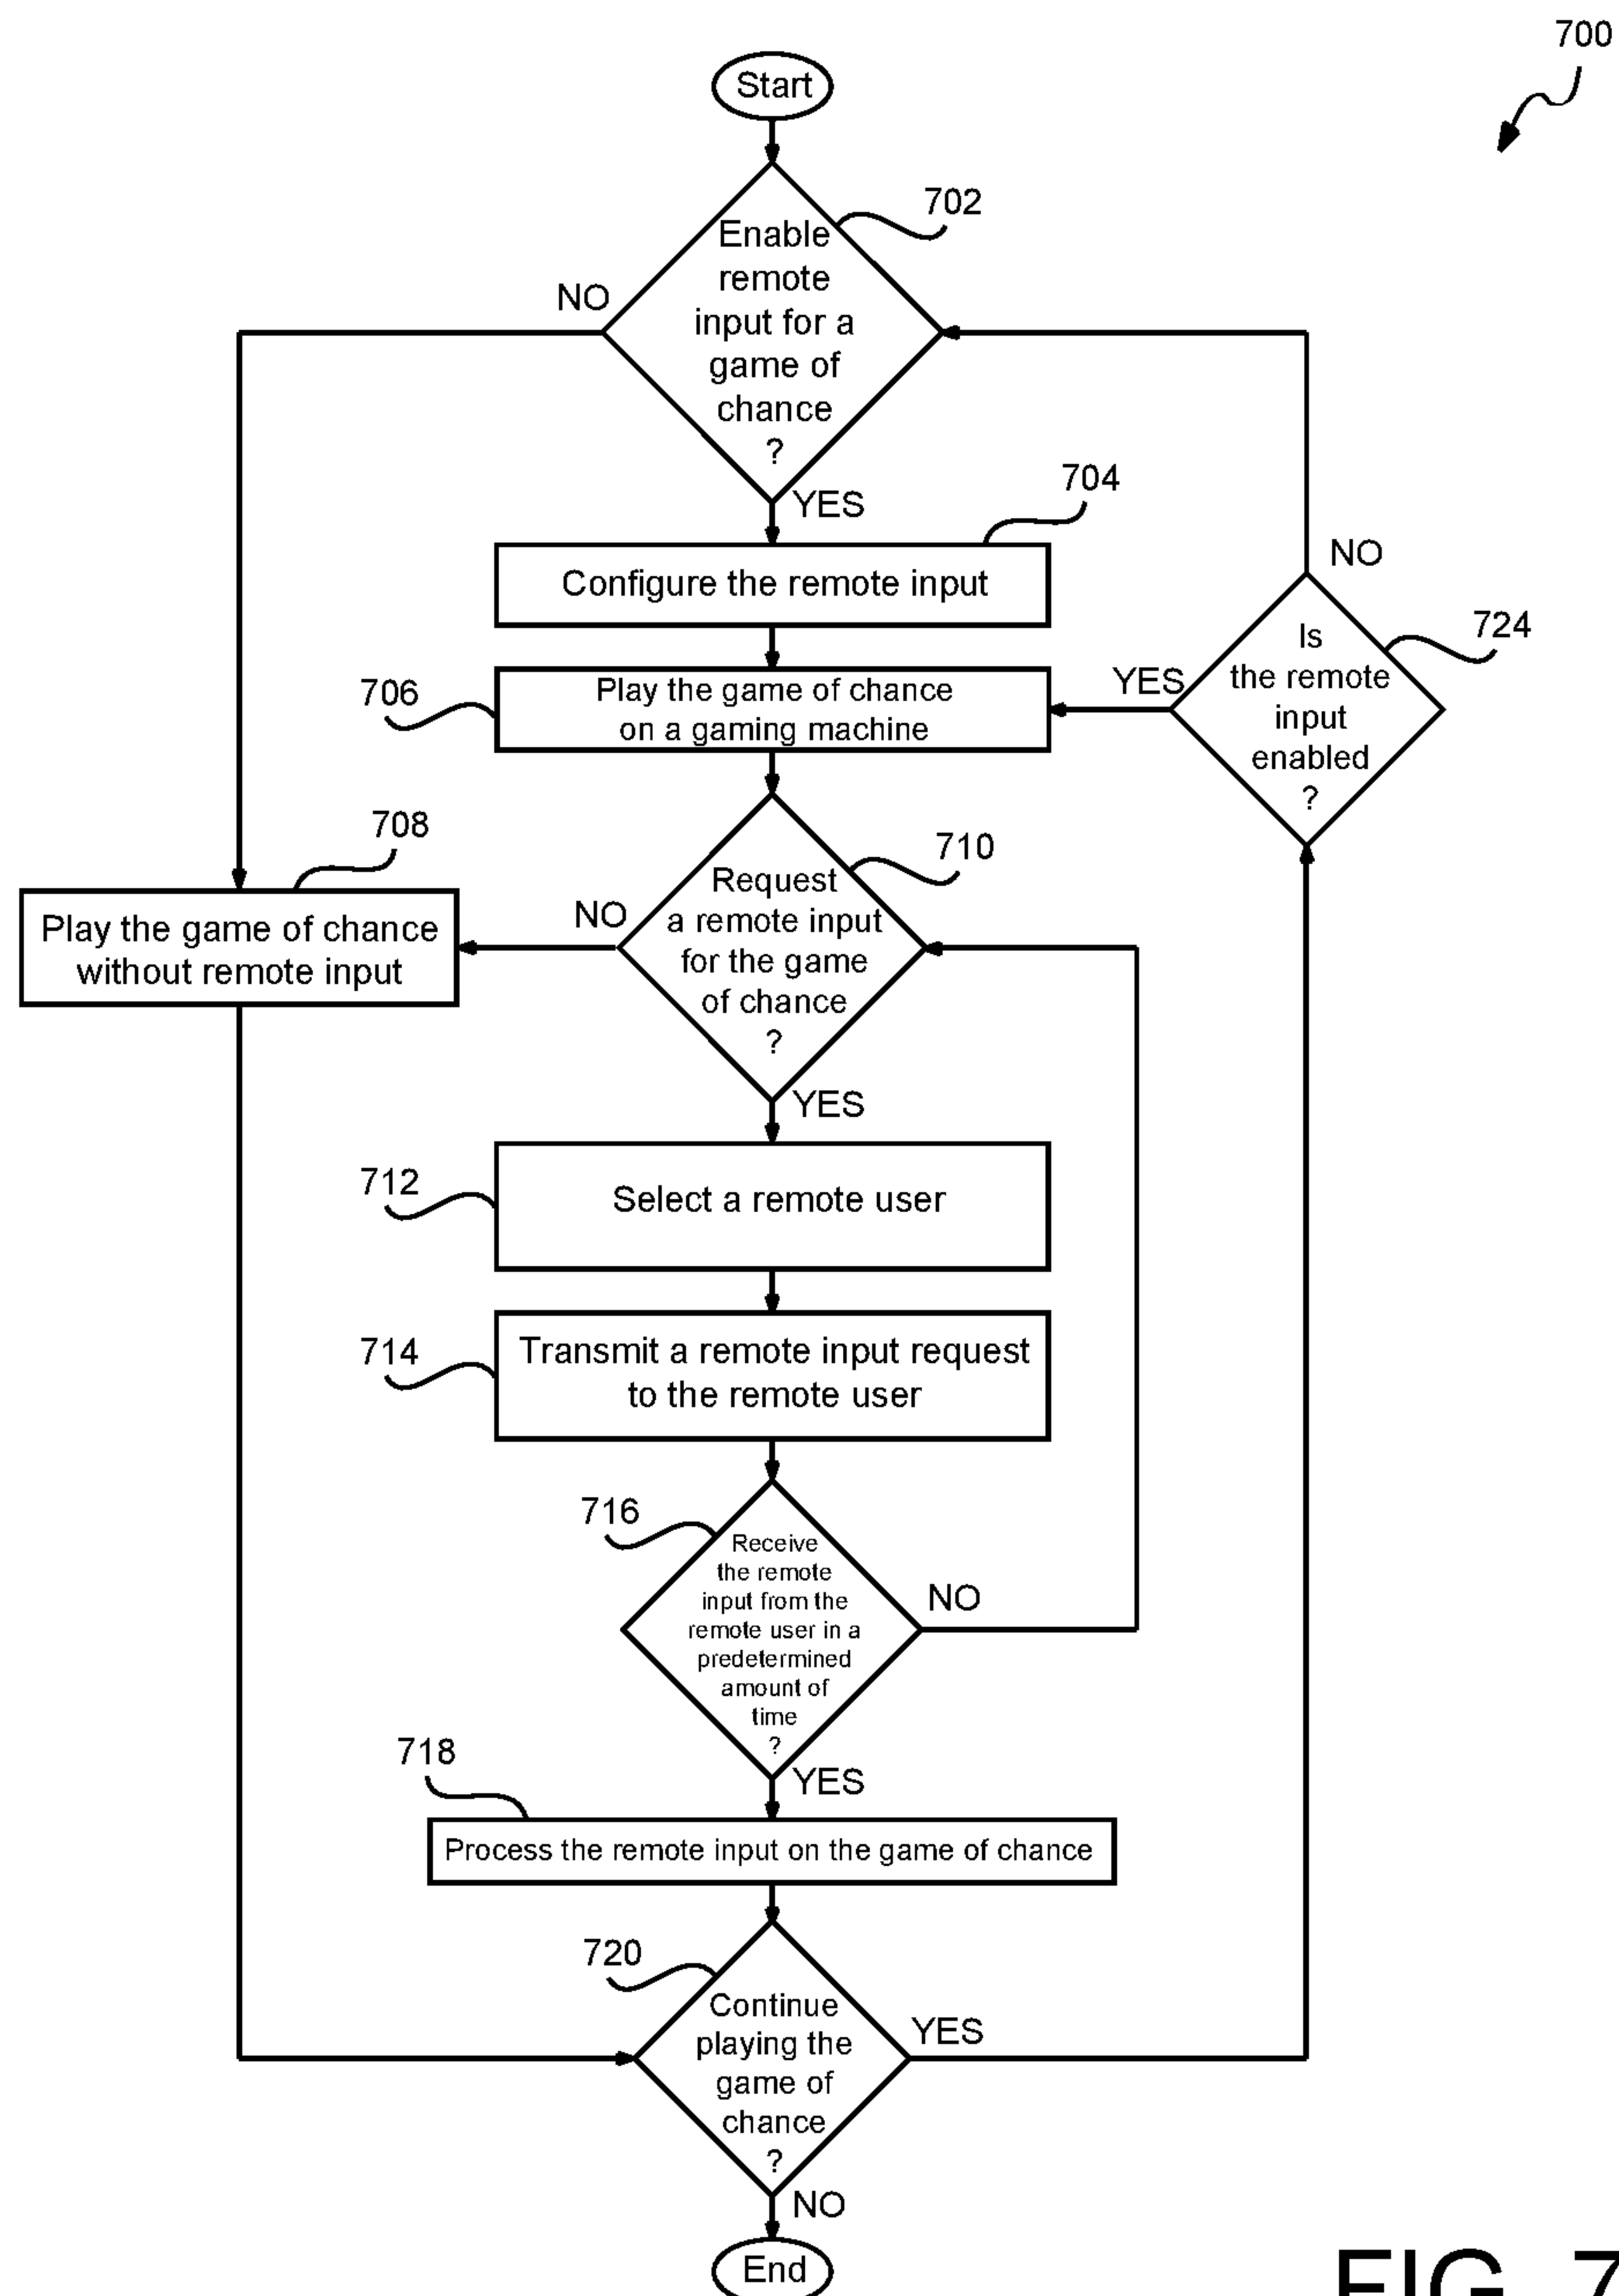 700
Start
702
Enable
remote
input for a
game of
chance
?
NO
YES
704
Configure the remote input
NO
724
Is
the remote
input
enabled
?
YES
706
Play the game of chance
on a gaming machine
708
Play the game of chance
without remote input
710
Request
a remote input
for the game
of chance
?
NO
YES
712
Select a remote user
714
Transmit a remote input request
to the remote user
716
Receive
the remote
input from the
remote user in a
predetermined
amount of
time
?
NO
YES
718
Process the remote input on the game of chance
720
Continue
playing the
game of
chance
?
YES
NO
End
FIG. 7